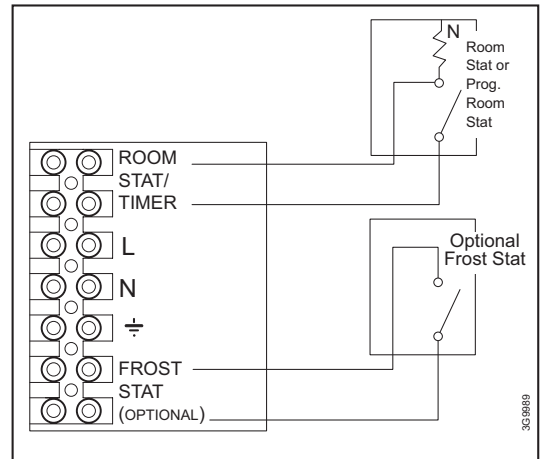 N
Room
Stat or
Prog.
Room
Stat
ROOM
STAT/
TIMER
L
N
Optional
Frost Stat
FROST
STAT
(OPTIONAL)
3G9989